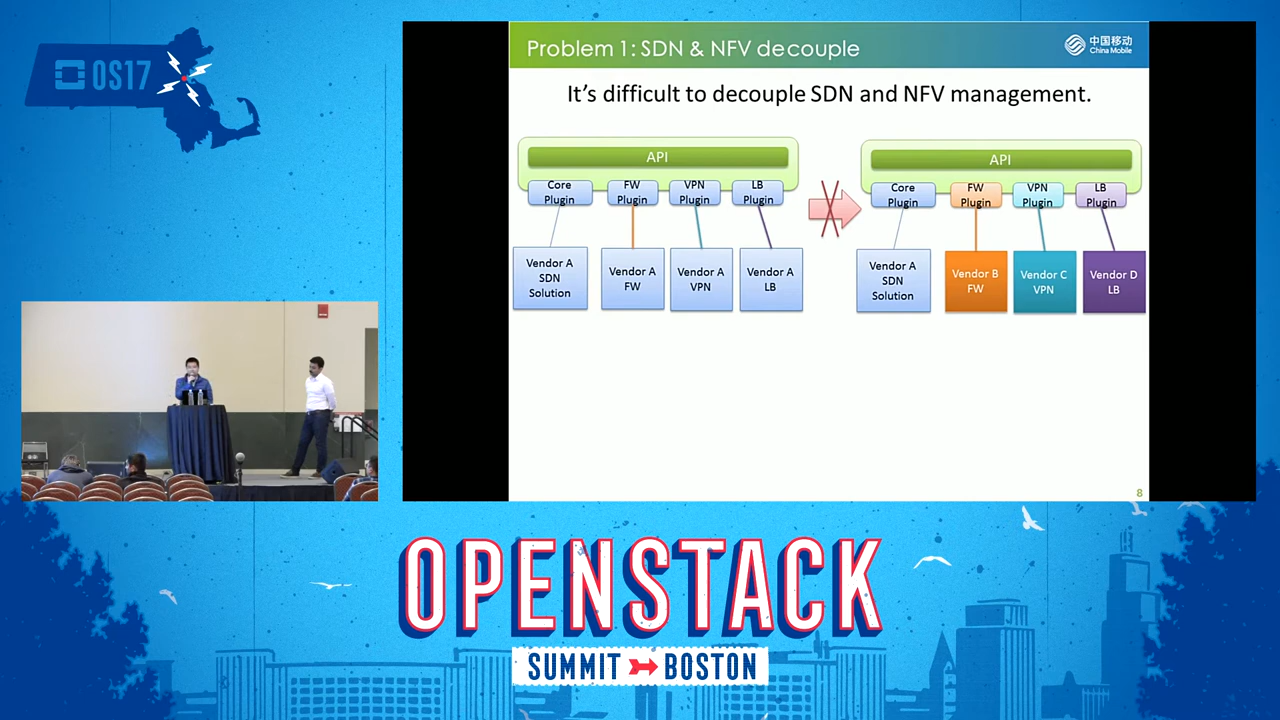 OS17
Problem 1: SDN & NFV decouple
中国移动
China Mobile
It's difficult to decouple SDN and NFV management.
API
Core
Plugin
FW
Plugin
VPN
Plugin
LB
Plugin
Vendor A
SDN
Solution
Vendor A
FW
Vendor A
VPN
Vendor A
LB
API
Core
Plugin
FW
Plugin
VPN
Plugin
LB
Plugin
Vendor A
SDN
Solution
Vendor B
FW
Vendor C
VPN
Vendor D
LB
8
OPENSTACK
SUMMIT BOSTON